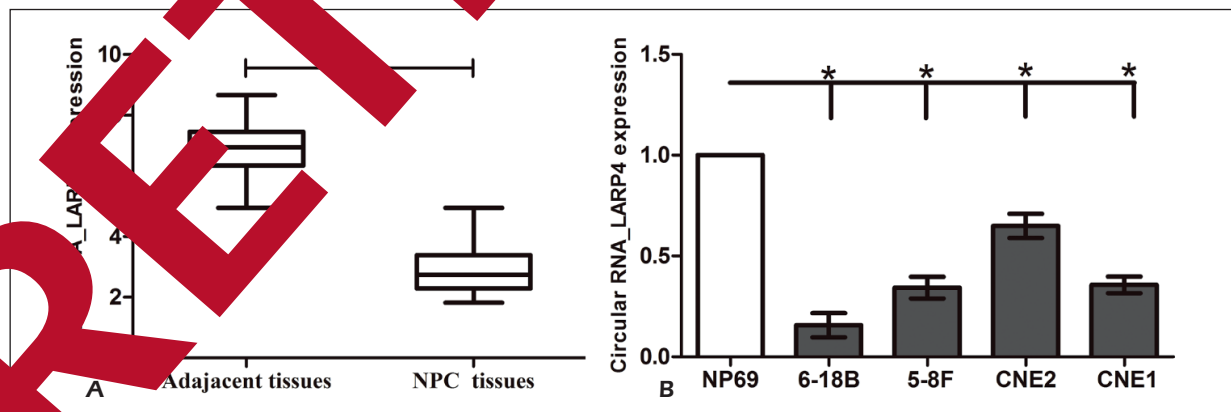 10
4
2
Adajacent tissues
NPC tissues
A
Circular RNA_LARP4 expression
1.5
1.0
0.5
0.0
* * * *
NP69
6-18B
5-8F
CNE2
CNE1
B